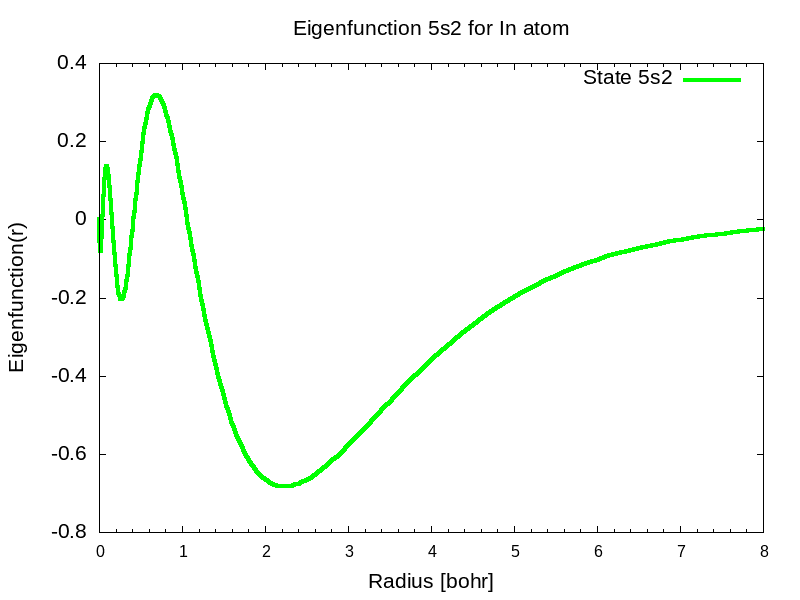 Eigenfunction 5s2 for In atom
State 5s2
Eigenfunction(r)
0.4
0.2
0
-0.2
-0.4
-0.6
-0.8
0 1 2 3 4 5 6 7 8
Radius [bohr]